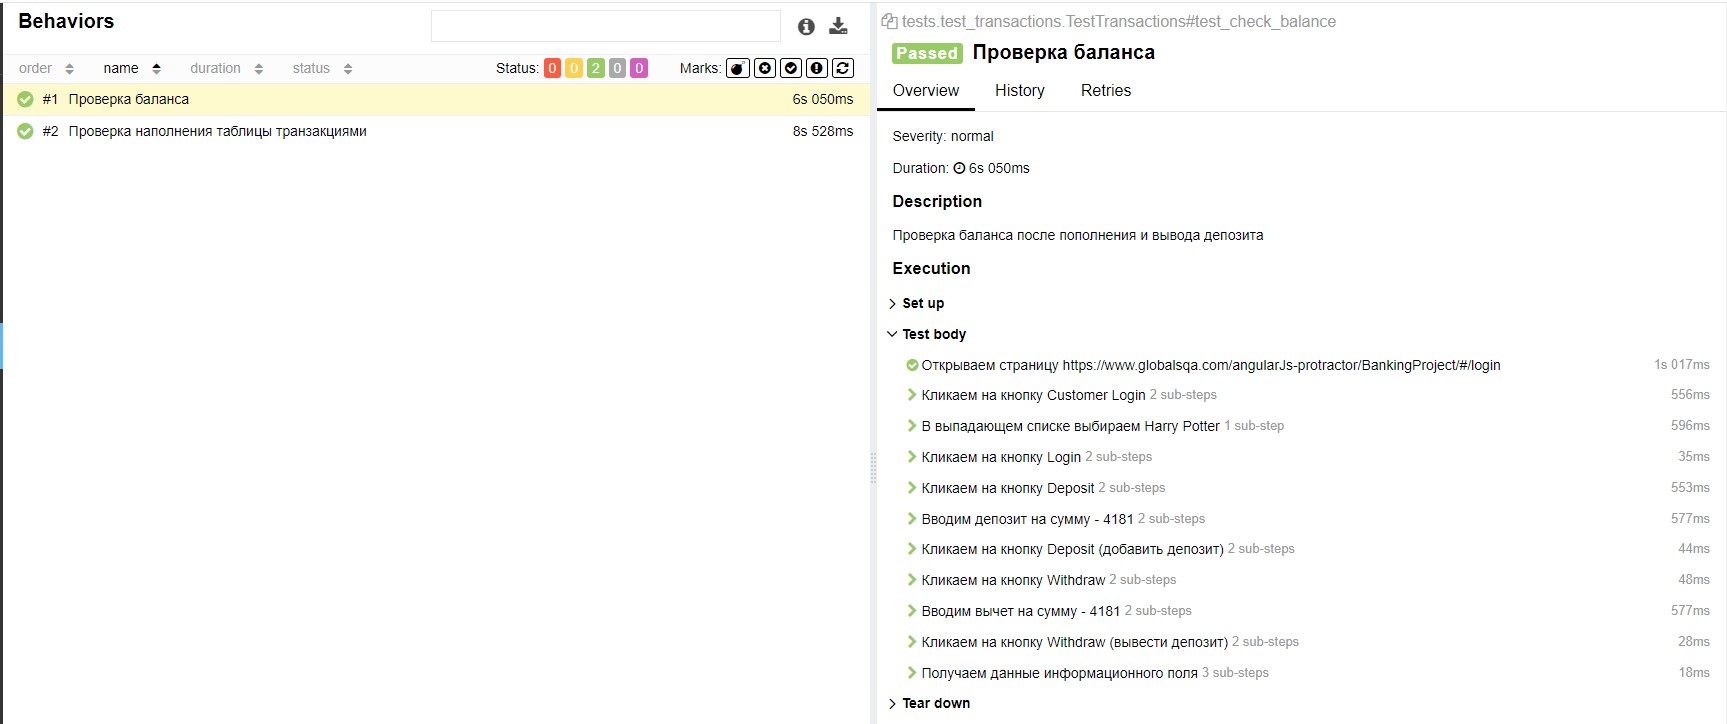 Behaviors
order name duration status Status: 0 0 2 0 0 Marks:
#1 Проверка баланса 6s 050ms
#2 Проверка наполнения таблицы транзакциями 8s 528ms
tests.test_transactions.TestTransactions#test_check_balance
Passed Проверка баланса
Overview History Retries
Severity: normal
Duration: 6s 050ms
Description
Проверка баланса после пополнения и вывода депозита
Execution
Set up
Test body
Открываем страницу https://www.globalsqa.com/angularJs-protractor/BankingProject/#/login 1s 017ms
Кликаем на кнопку Customer Login 2 sub-steps 556ms
В выпадающем списке выбираем Harry Potter 1 sub-step 596ms
Кликаем на кнопку Login 2 sub-steps 35ms
Кликаем на кнопку Deposit 2 sub-steps 553ms
Вводим депозит на сумму - 4181 2 sub-steps 577ms
Кликаем на кнопку Deposit (добавить депозит) 2 sub-steps 44ms
Кликаем на кнопку Withdraw 2 sub-steps 48ms
Вводим вычет на сумму - 4181 2 sub-steps 577ms
Кликаем на кнопку Withdraw (вывести депозит) 2 sub-steps 28ms
Получаем данные информационного поля 3 sub-steps 18ms
Tear down